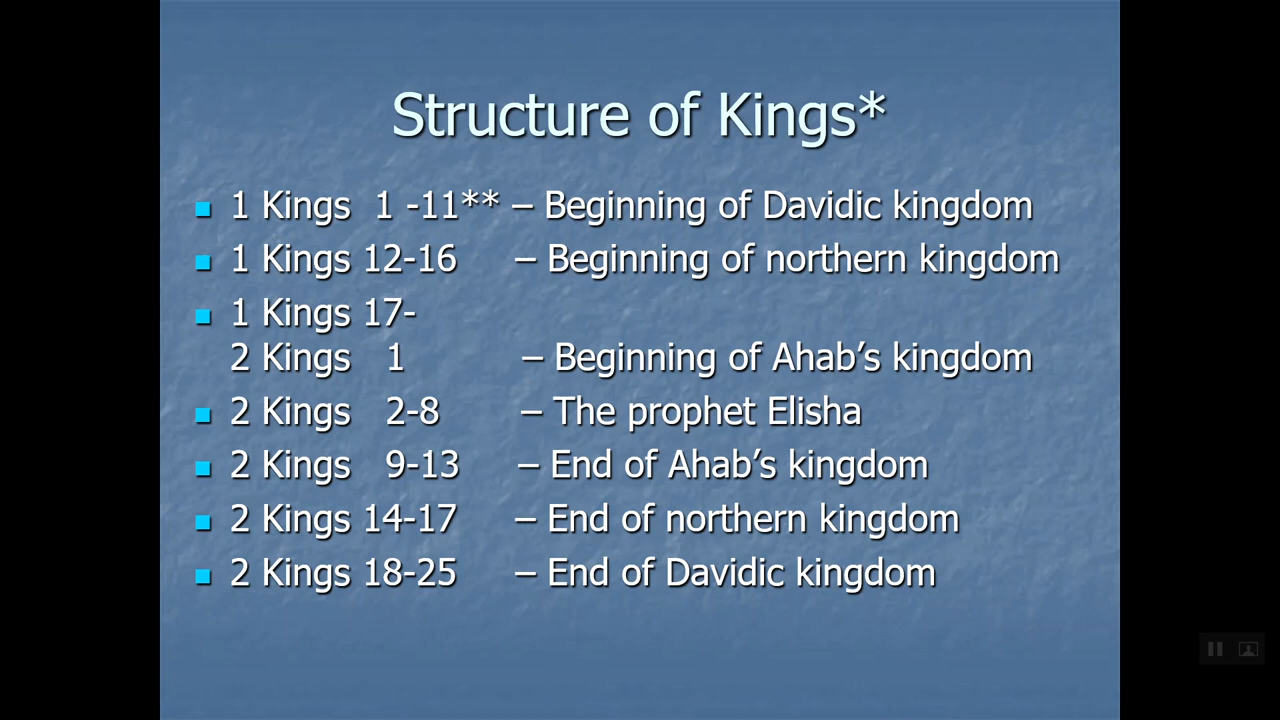 Structure of Kings*
1 Kings 1 -11** – Beginning of Davidic kingdom
1 Kings 12-16 – Beginning of northern kingdom
1 Kings 17-
2 Kings 1 – Beginning of Ahab’s kingdom
2 Kings 2-8 – The prophet Elisha
2 Kings 9-13 – End of Ahab’s kingdom
2 Kings 14-17 – End of northern kingdom
2 Kings 18-25 – End of Davidic kingdom